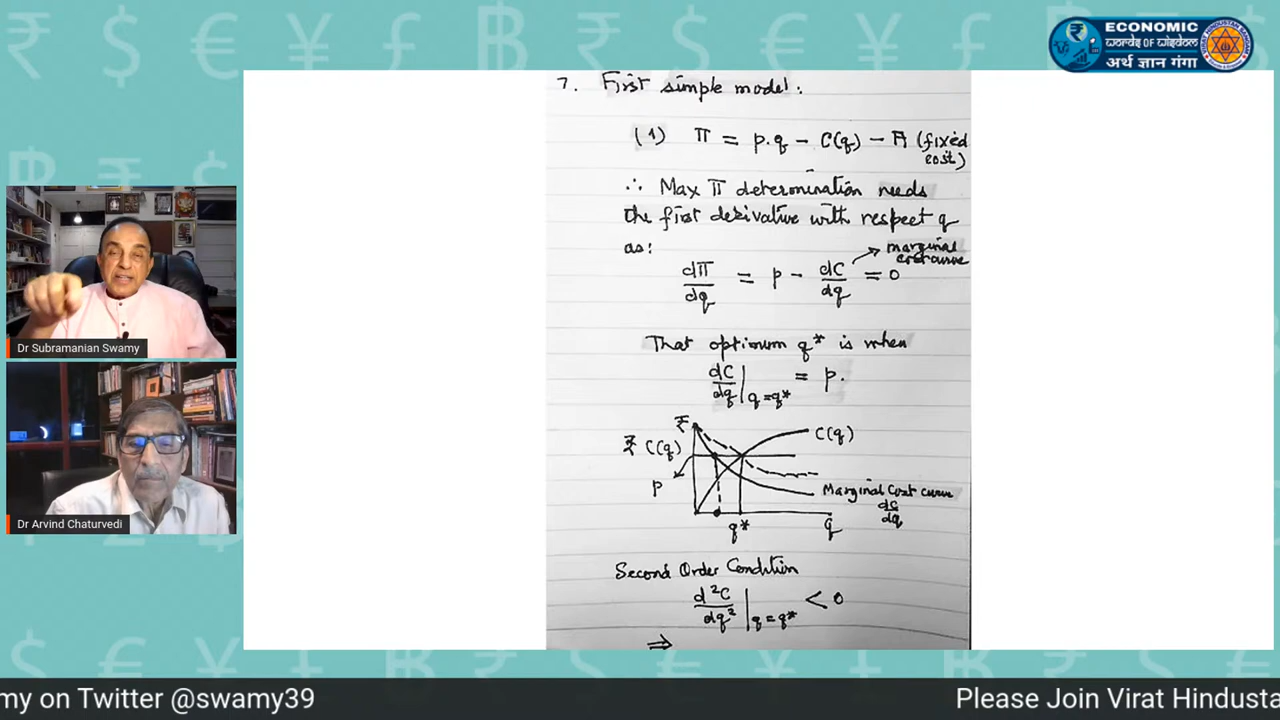 ECONOMIC
WORDS OF WISDOM
अर्थ ज्ञान गंगा
7. First simple model:
(1) π = p.q - C(q) - A (fixed
cost)
∴ Max π determination needs
the first derivative with respect q
as:
→ marginal
cost curve
dπ/dq = p - dC/dq = 0
That optimum q* is when
dC/dq | q=q* = p.
₹
C(q)
₹ C(q)
p
Marginal Cost curve
dC/dq
q*
q
Second Order Condition
d²C/dq² | q=q* < 0
⇒
Dr Subramanian Swamy
Dr Arvind Chaturvedi
my on Twitter @swamy39
Please Join Virat Hindusta